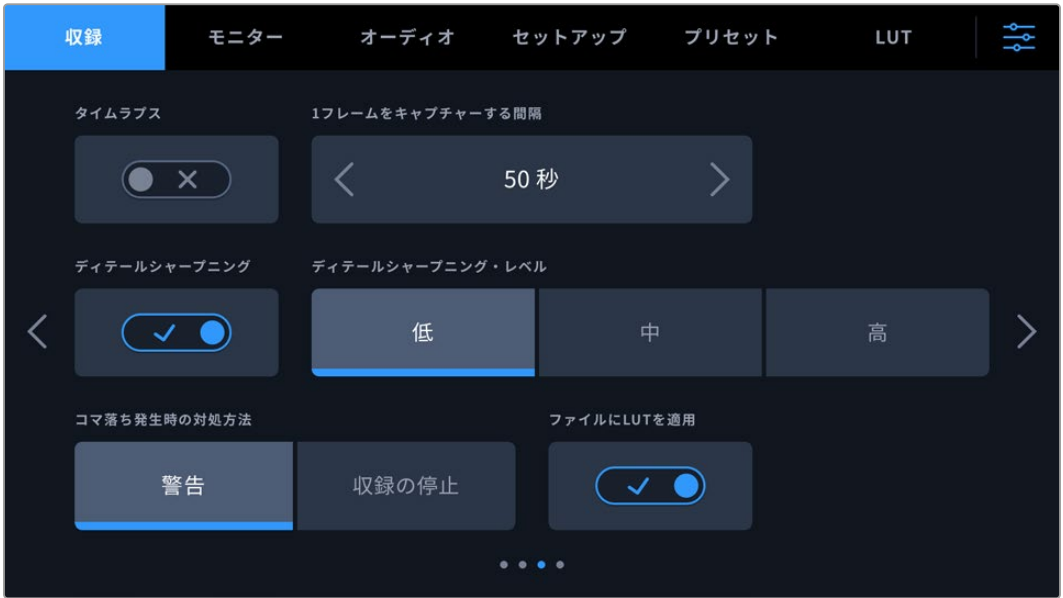 収録 モニター オーディオ セットアップ プリセット LUT
タイムラプス 1フレームをキャプチャーする間隔
50 秒
ディテールシャープニング ディテールシャープニング・レベル
低 中 高
コマ落ち発生時の対処方法 ファイルにLUTを適用
警告 収録の停止